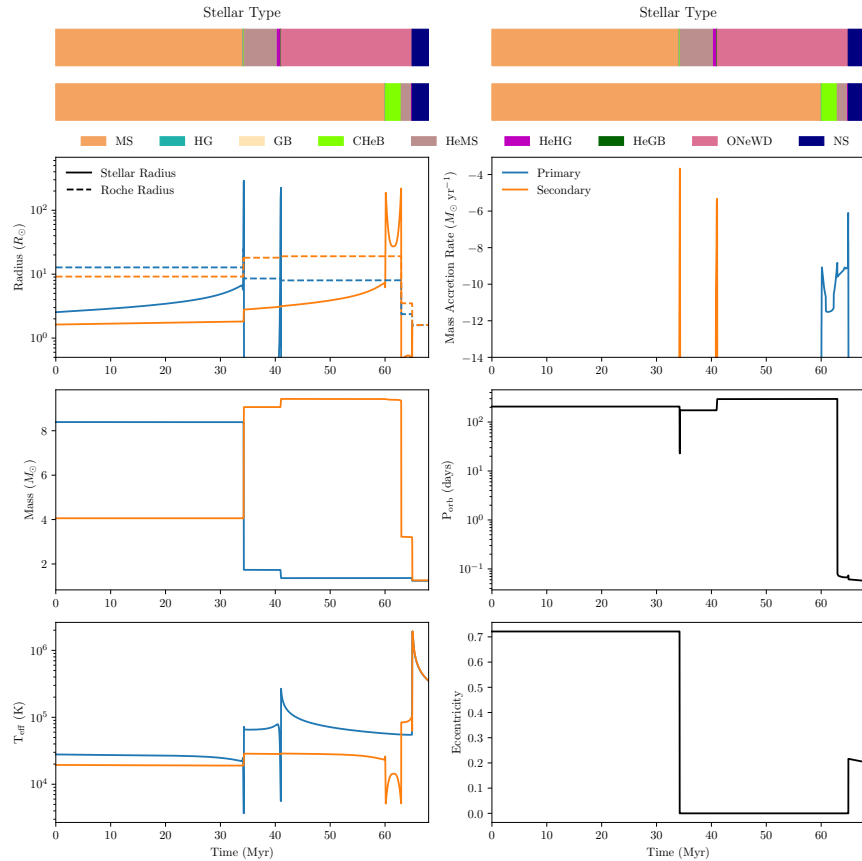 Stellar Type
Stellar Type
MS HG GB CHeB HeMS HeHG HeGB ONeWD NS
Radius (R☉)
10²
10¹
10⁰
Stellar Radius
Roche Radius
0 10 20 30 40 50 60
Mass Accretion Rate (M☉ yr⁻¹)
−4
−6
−8
−10
−12
−14
Primary
Secondary
0 10 20 30 40 50 60
Mass (M☉)
8
6
4
2
0 10 20 30 40 50 60
P_orb (days)
10²
10¹
10⁰
10⁻¹
0 10 20 30 40 50 60
T_eff (K)
10⁶
10⁵
10⁴
0 10 20 30 40 50 60
Time (Myr)
Eccentricity
0.7
0.6
0.5
0.4
0.3
0.2
0.1
0.0
0 10 20 30 40 50 60
Time (Myr)